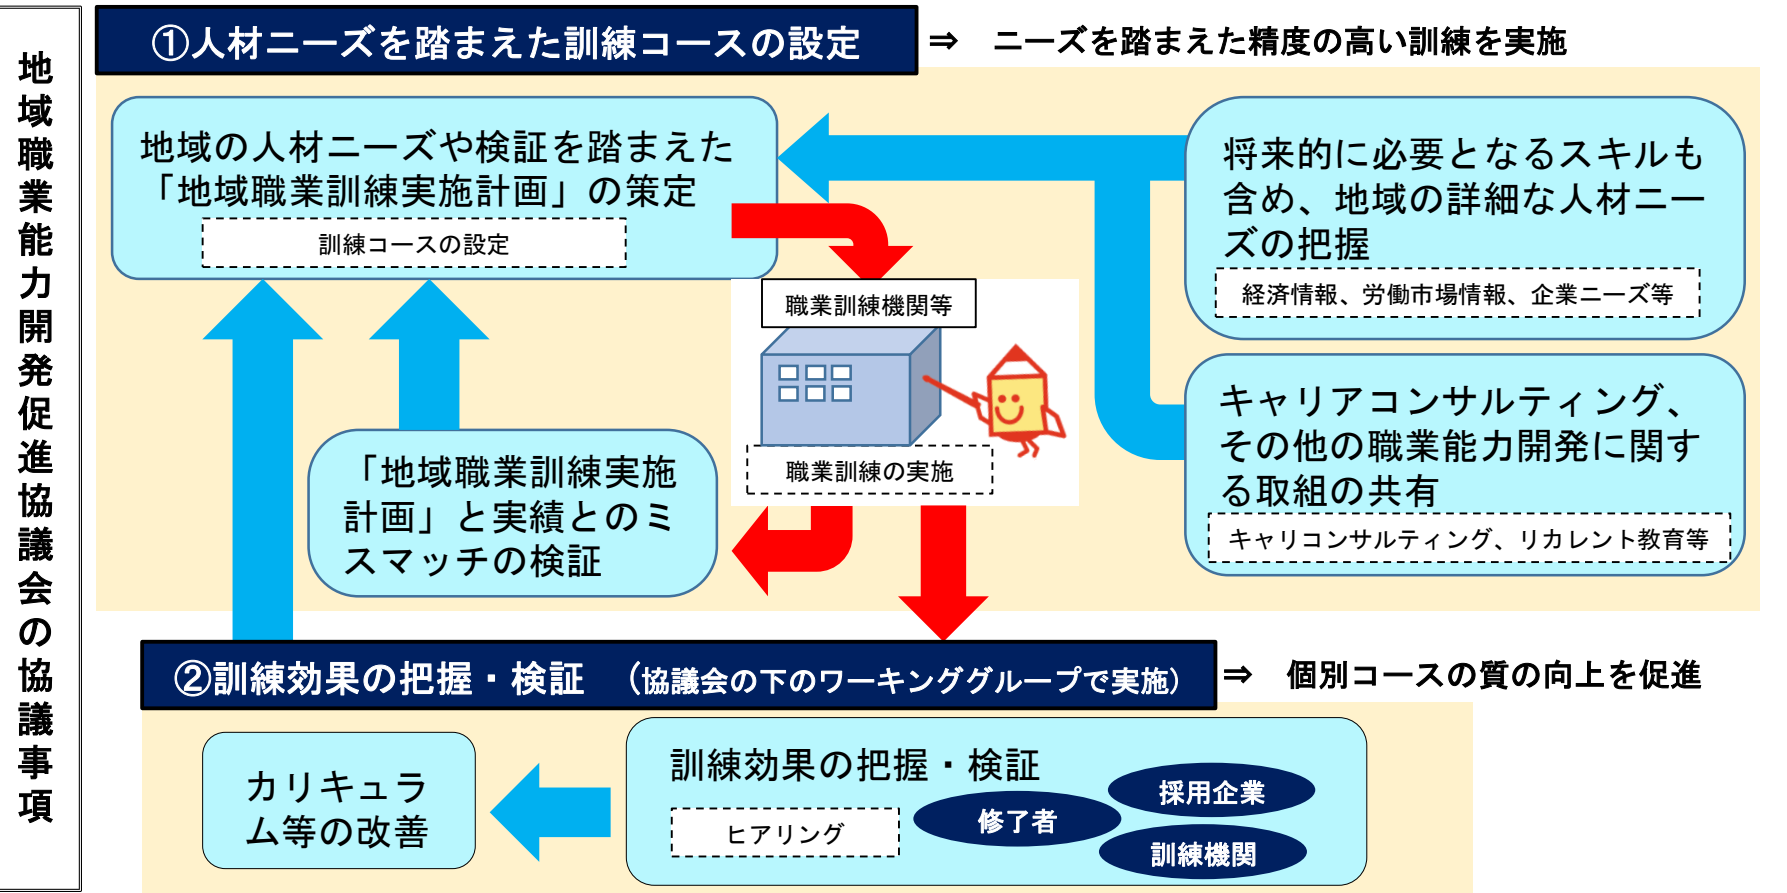 地域職業能力開発促進協議会の協議事項
①人材ニーズを踏まえた訓練コースの設定
⇒　ニーズを踏まえた精度の高い訓練を実施
地域の人材ニーズや検証を踏まえた
「地域職業訓練実施計画」の策定
訓練コースの設定
将来的に必要となるスキルも
含め、地域の詳細な人材ニー
ズの把握
経済情報、労働市場情報、企業ニーズ等
職業訓練機関等
職業訓練の実施
キャリアコンサルティング、
その他の職業能力開発に関す
る取組の共有
キャリコンサルティング、リカレント教育等
「地域職業訓練実施
計画」と実績とのミ
スマッチの検証
②訓練効果の把握・検証　（協議会の下のワーキンググループで実施）
⇒　個別コースの質の向上を促進
カリキュラ
ム等の改善
訓練効果の把握・検証
ヒアリング
修了者
採用企業
訓練機関